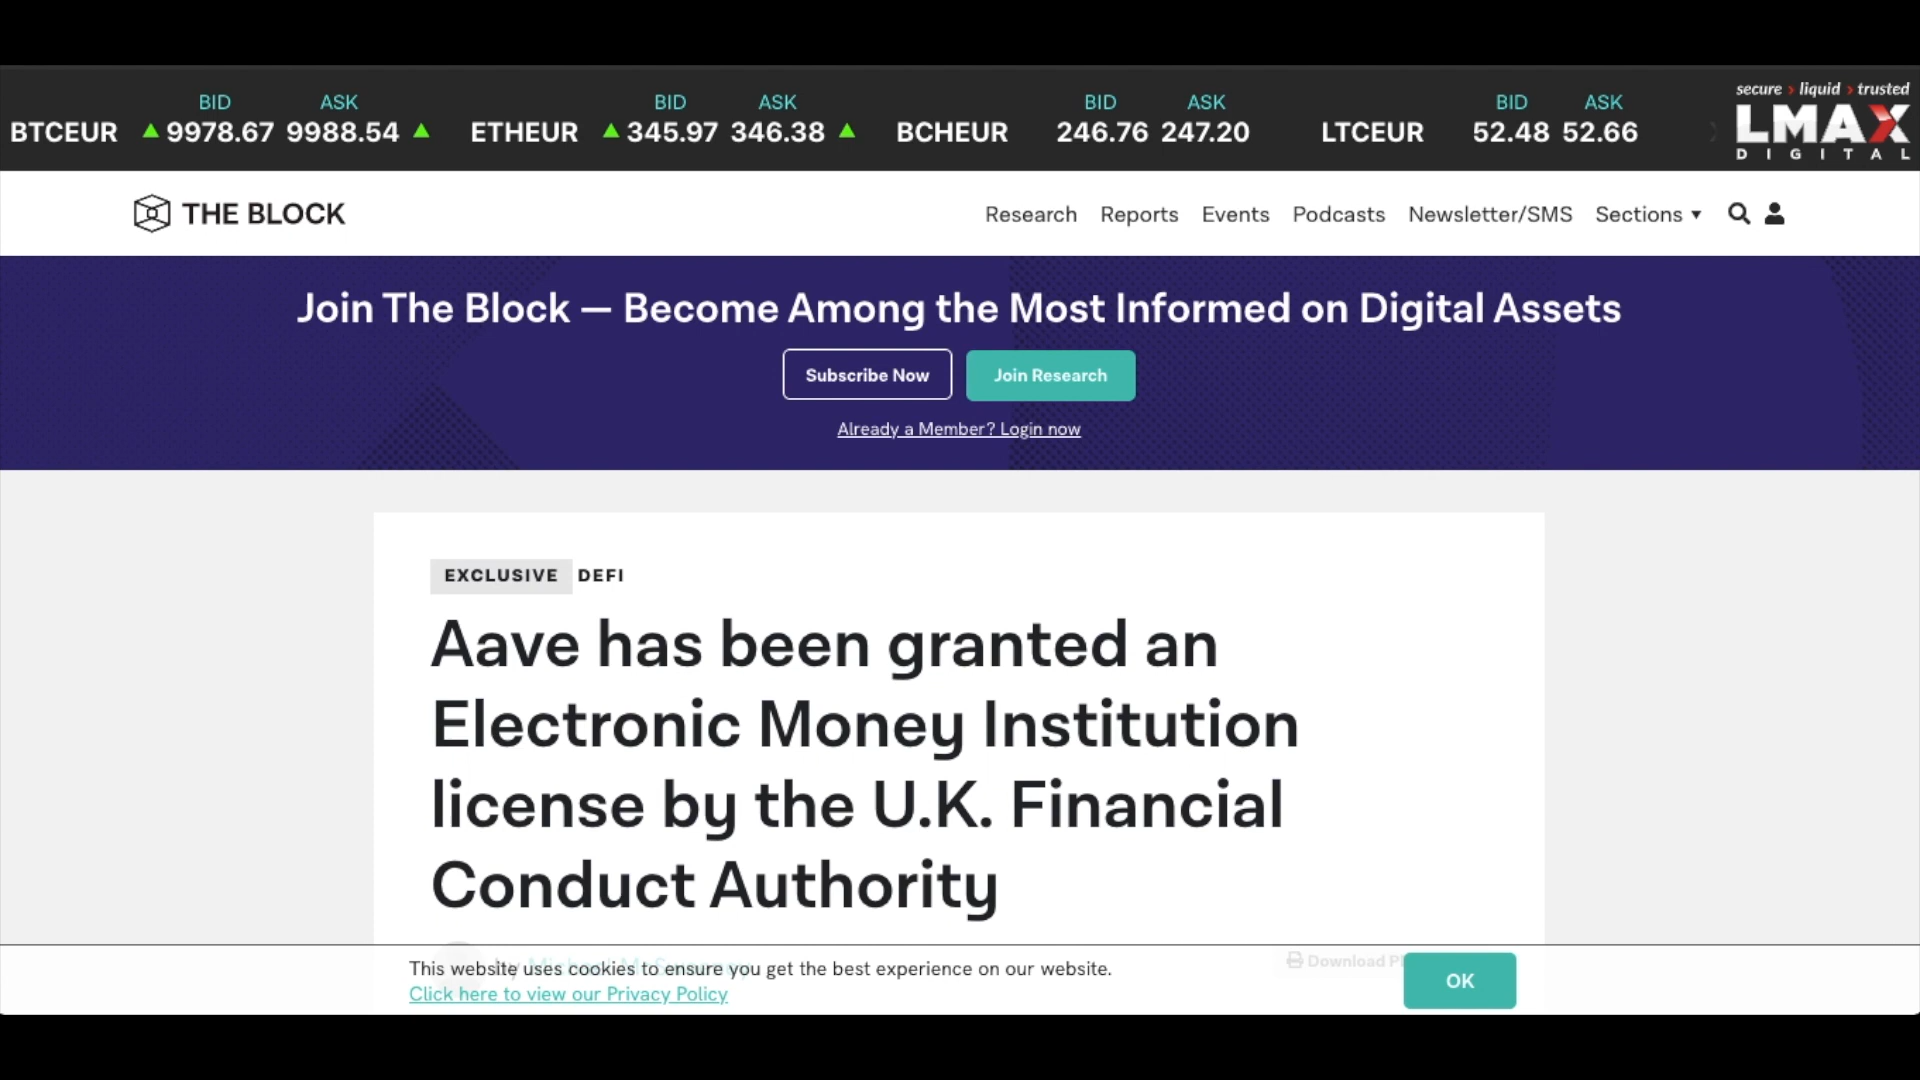 BID ASK BID ASK BID ASK BID ASK
BTCEUR 9978.67 9988.54 ETHEUR 345.97 346.38 BCHEUR 246.76 247.20 LTCEUR 52.48 52.66
secure › liquid › trusted
LMAX
DIGITAL
THE BLOCK
Research Reports Events Podcasts Newsletter/SMS Sections
Join The Block — Become Among the Most Informed on Digital Assets
Subscribe Now Join Research
Already a Member? Login now
EXCLUSIVE DEFI
Aave has been granted an
Electronic Money Institution
license by the U.K. Financial
Conduct Authority
This website uses cookies to ensure you get the best experience on our website.
Click here to view our Privacy Policy
Download
OK